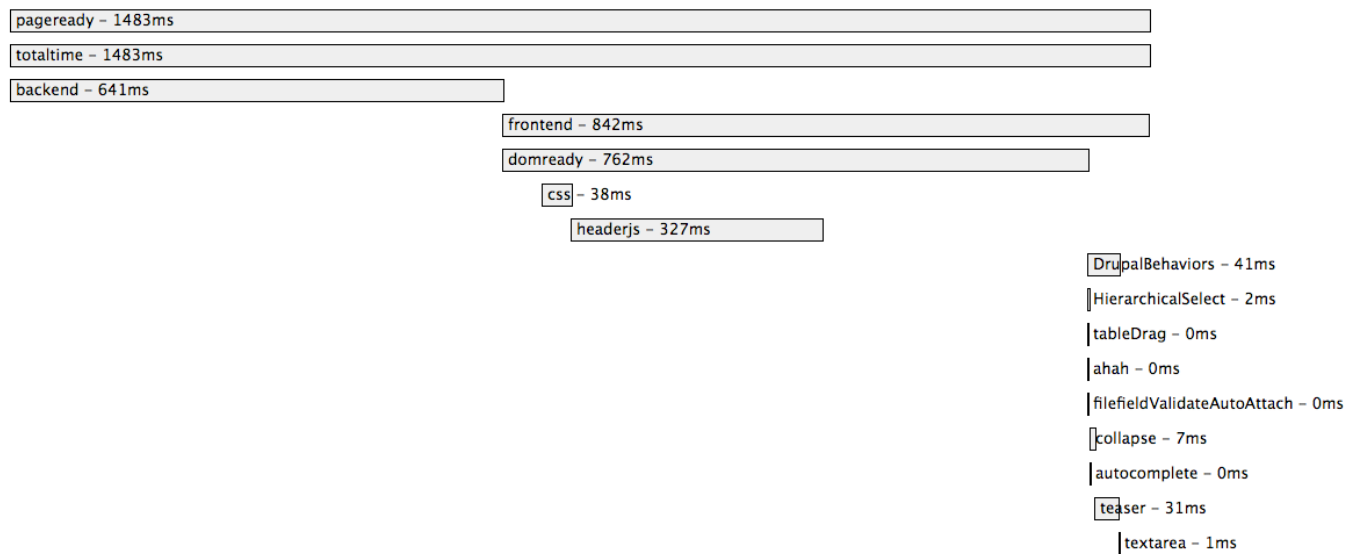 pageready – 1483ms
totaltime – 1483ms
backend – 641ms
frontend – 842ms
domready – 762ms
css – 38ms
headerjs – 327ms
DrupalBehaviors – 41ms
HierarchicalSelect – 2ms
tableDrag – 0ms
ahah – 0ms
filefieldValidateAutoAttach – 0ms
collapse – 7ms
autocomplete – 0ms
teaser – 31ms
textarea – 1ms